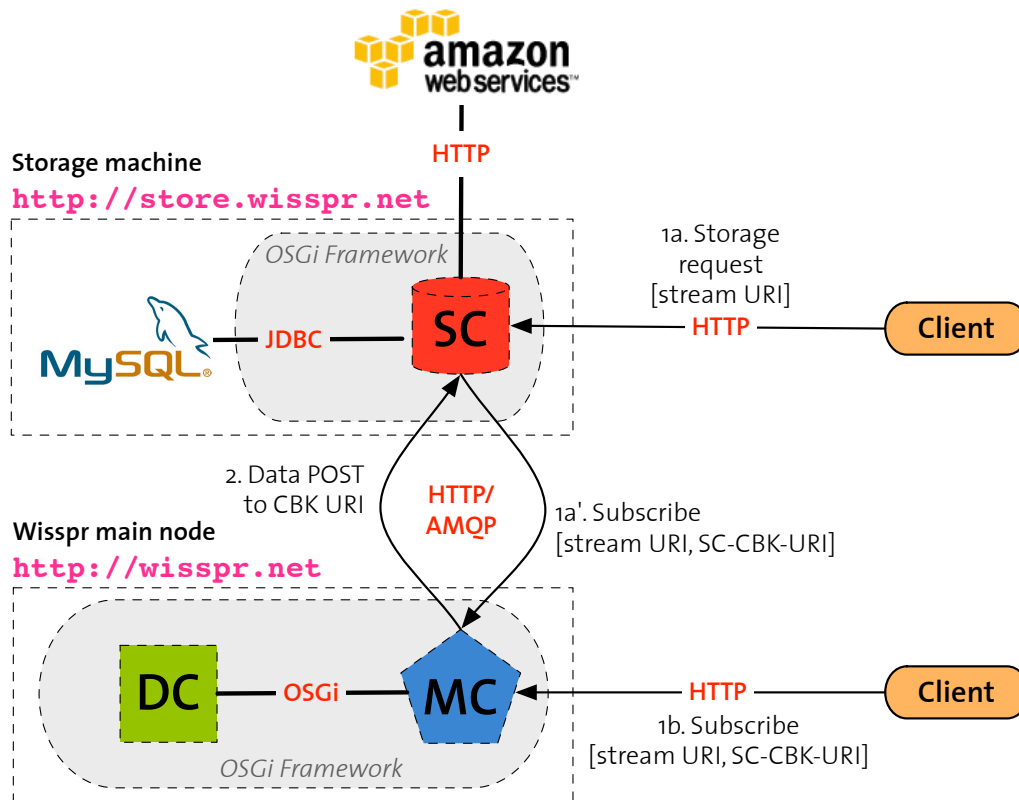 amazon
web services™
HTTP
Storage machine
http://store.wisspr.net
OSGi Framework
1a. Storage
request
[stream URI]
MySQL®
JDBC
SC
HTTP
Client
2. Data POST
to CBK URI
HTTP/
AMQP
1a'. Subscribe
[stream URI, SC-CBK-URI]
Wisspr main node
http://wisspr.net
DC
OSGi
MC
HTTP
Client
1b. Subscribe
[stream URI, SC-CBK-URI]
OSGi Framework